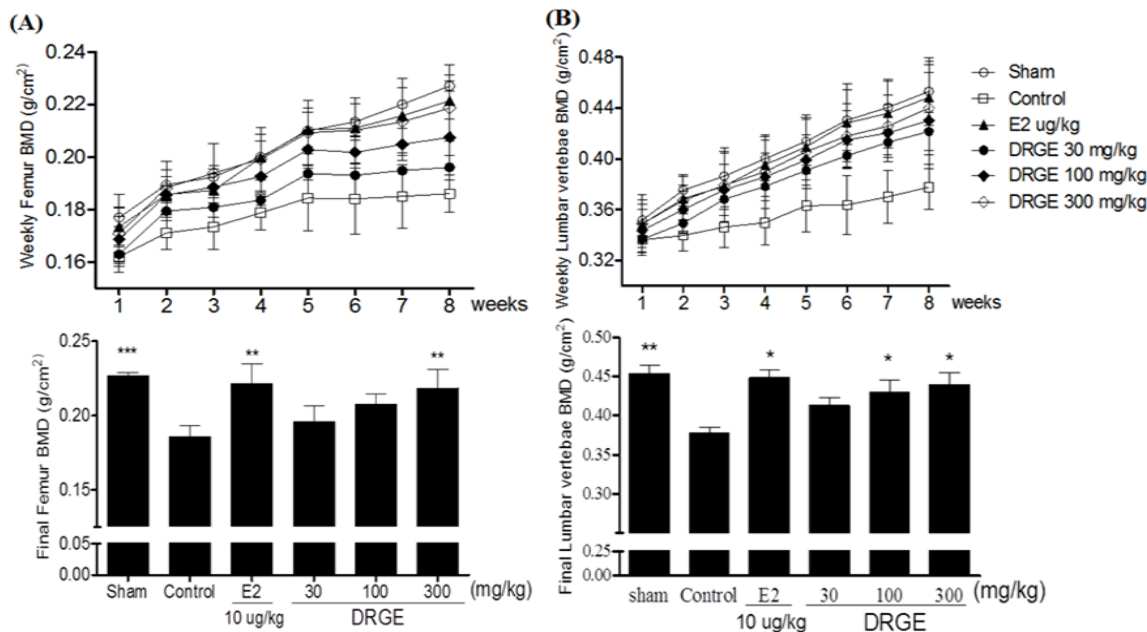 (A)
Weekly Femur BMD (g/cm²)
0.24
0.22
0.20
0.18
0.16
1 2 3 4 5 6 7 8 weeks
(B)
Weekly Lumbar vertebae BMD (g/cm²)
0.48
0.44
0.40
0.36
0.32
1 2 3 4 5 6 7 8 weeks
Sham
Control
E2 ug/kg
DRGE 30 mg/kg
DRGE 100 mg/kg
DRGE 300 mg/kg
Final Femur BMD (g/cm²)
0.25
0.20
0.15
0.05
0.00
*** ** **
Sham Control E2 30 100 300 (mg/kg)
10 ug/kg DRGE
Final Lumbar vertebae BMD (g/cm²)
0.50
0.45
0.40
0.35
0.30
0.25
0.00
** * * *
sham Control E2 30 100 300 (mg/kg)
10 ug/kg DRGE